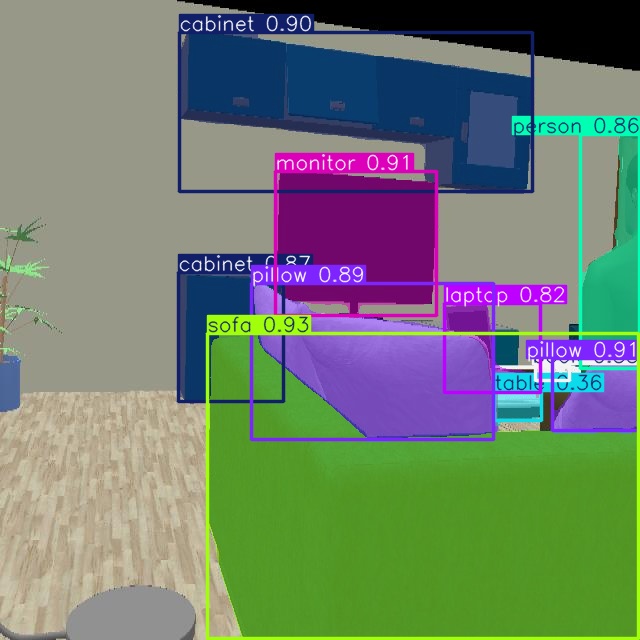 cabinet 0.90
person 0.86
monitor 0.91
cabinet 0.87
pillow 0.89
laptop 0.82
sofa 0.93
pillow 0.91
table 0.36